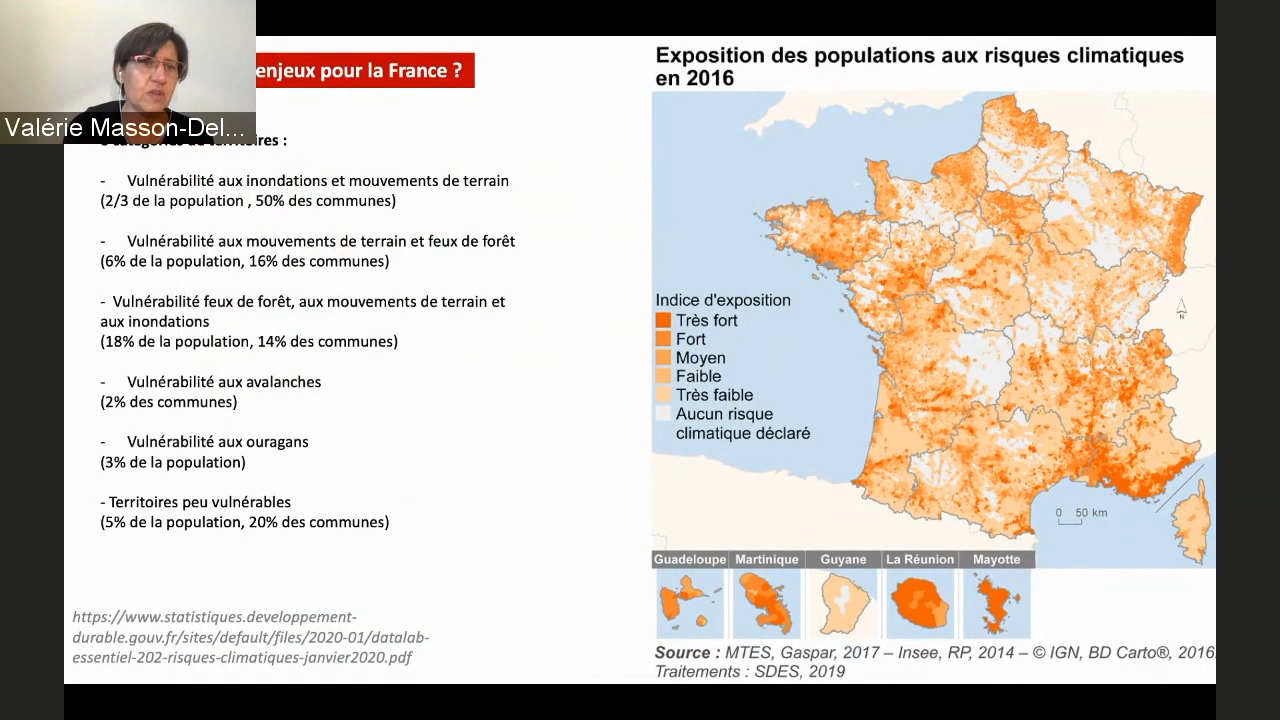 enjeux pour la France ?
Valérie Masson-Del...
:
- Vulnérabilité aux inondations et mouvements de terrain
(2/3 de la population , 50% des communes)
- Vulnérabilité aux mouvements de terrain et feux de forêt
(6% de la population, 16% des communes)
- Vulnérabilité feux de forêt, aux mouvements de terrain et
aux inondations
(18% de la population, 14% des communes)
- Vulnérabilité aux avalanches
(2% des communes)
- Vulnérabilité aux ouragans
(3% de la population)
- Territoires peu vulnérables
(5% de la population, 20% des communes)
https://www.statistiques.developpement-
durable.gouv.fr/sites/default/files/2020-01/datalab-
essentiel-202-risques-climatiques-janvier2020.pdf
Exposition des populations aux risques climatiques
en 2016
Indice d'exposition
Très fort
Fort
Moyen
Faible
Très faible
Aucun risque
climatique déclaré
N
0 50 km
Guadeloupe Martinique Guyane La Réunion Mayotte
Source : MTES, Gaspar, 2017 – Insee, RP, 2014 – © IGN, BD Carto®, 2016.
Traitements : SDES, 2019